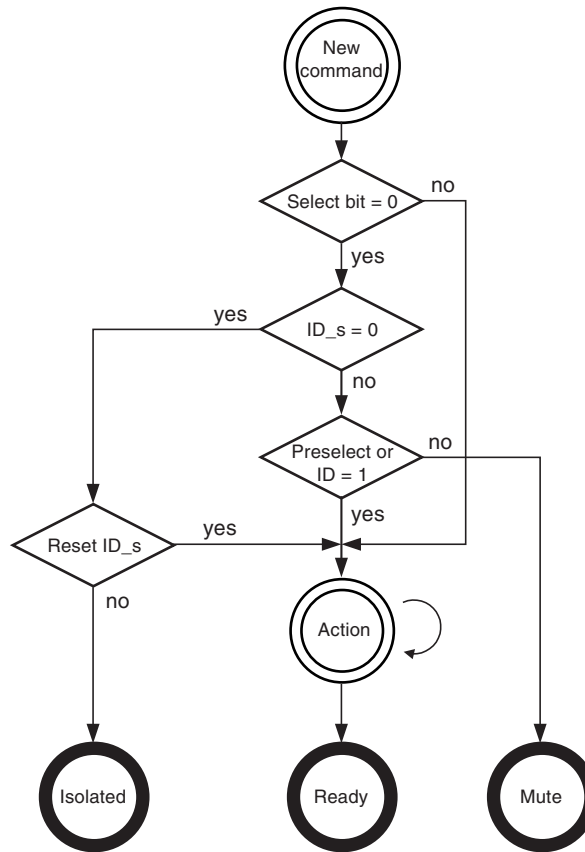 New
command
Select bit = 0
no
yes
yes
ID_s = 0
no
Preselect or
ID = 1
no
yes
Reset ID_s
yes
no
Action
Isolated
Ready
Mute